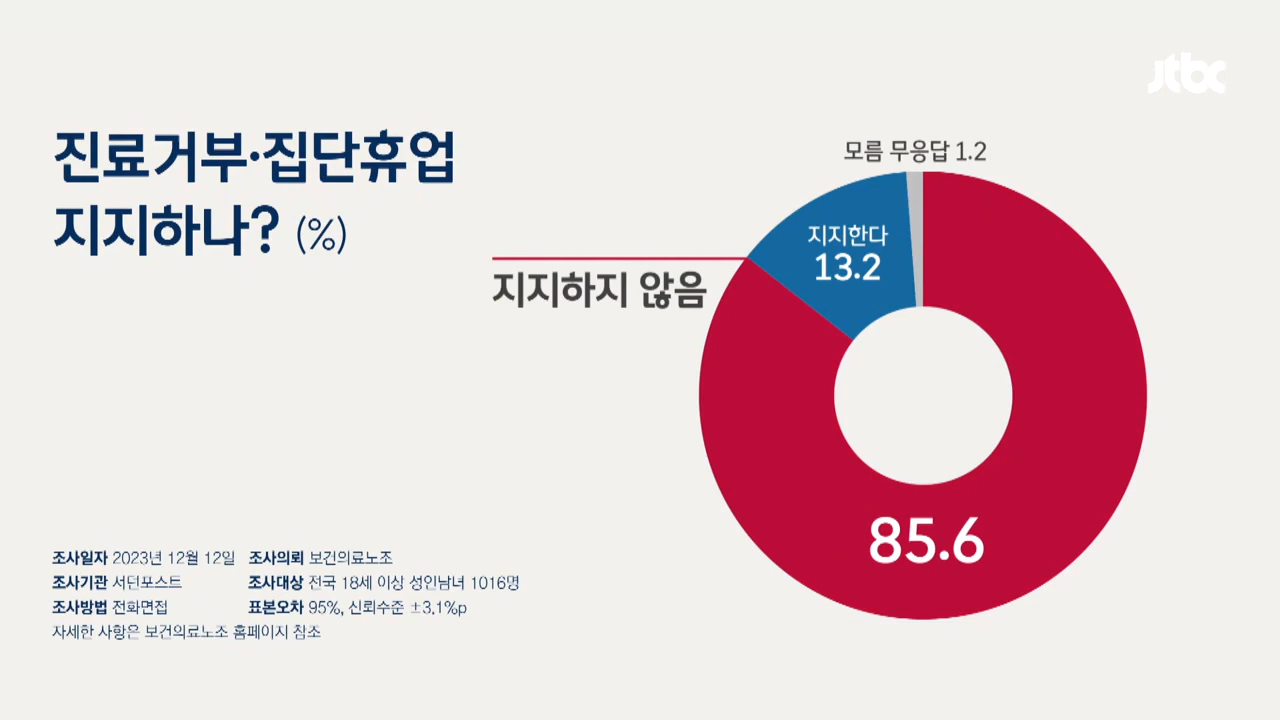 jtbc
진료거부·집단휴업
지지하나? (%)
모름 무응답 1.2
지지한다
13.2
지지하지 않음
85.6
조사일자 2023년 12월 12일 조사의뢰 보건의료노조
조사기관 서던포스트 조사대상 전국 18세 이상 성인남녀 1016명
조사방법 전화면접 표본오차 95%, 신뢰수준 ±3.1%p
자세한 사항은 보건의료노조 홈페이지 참조